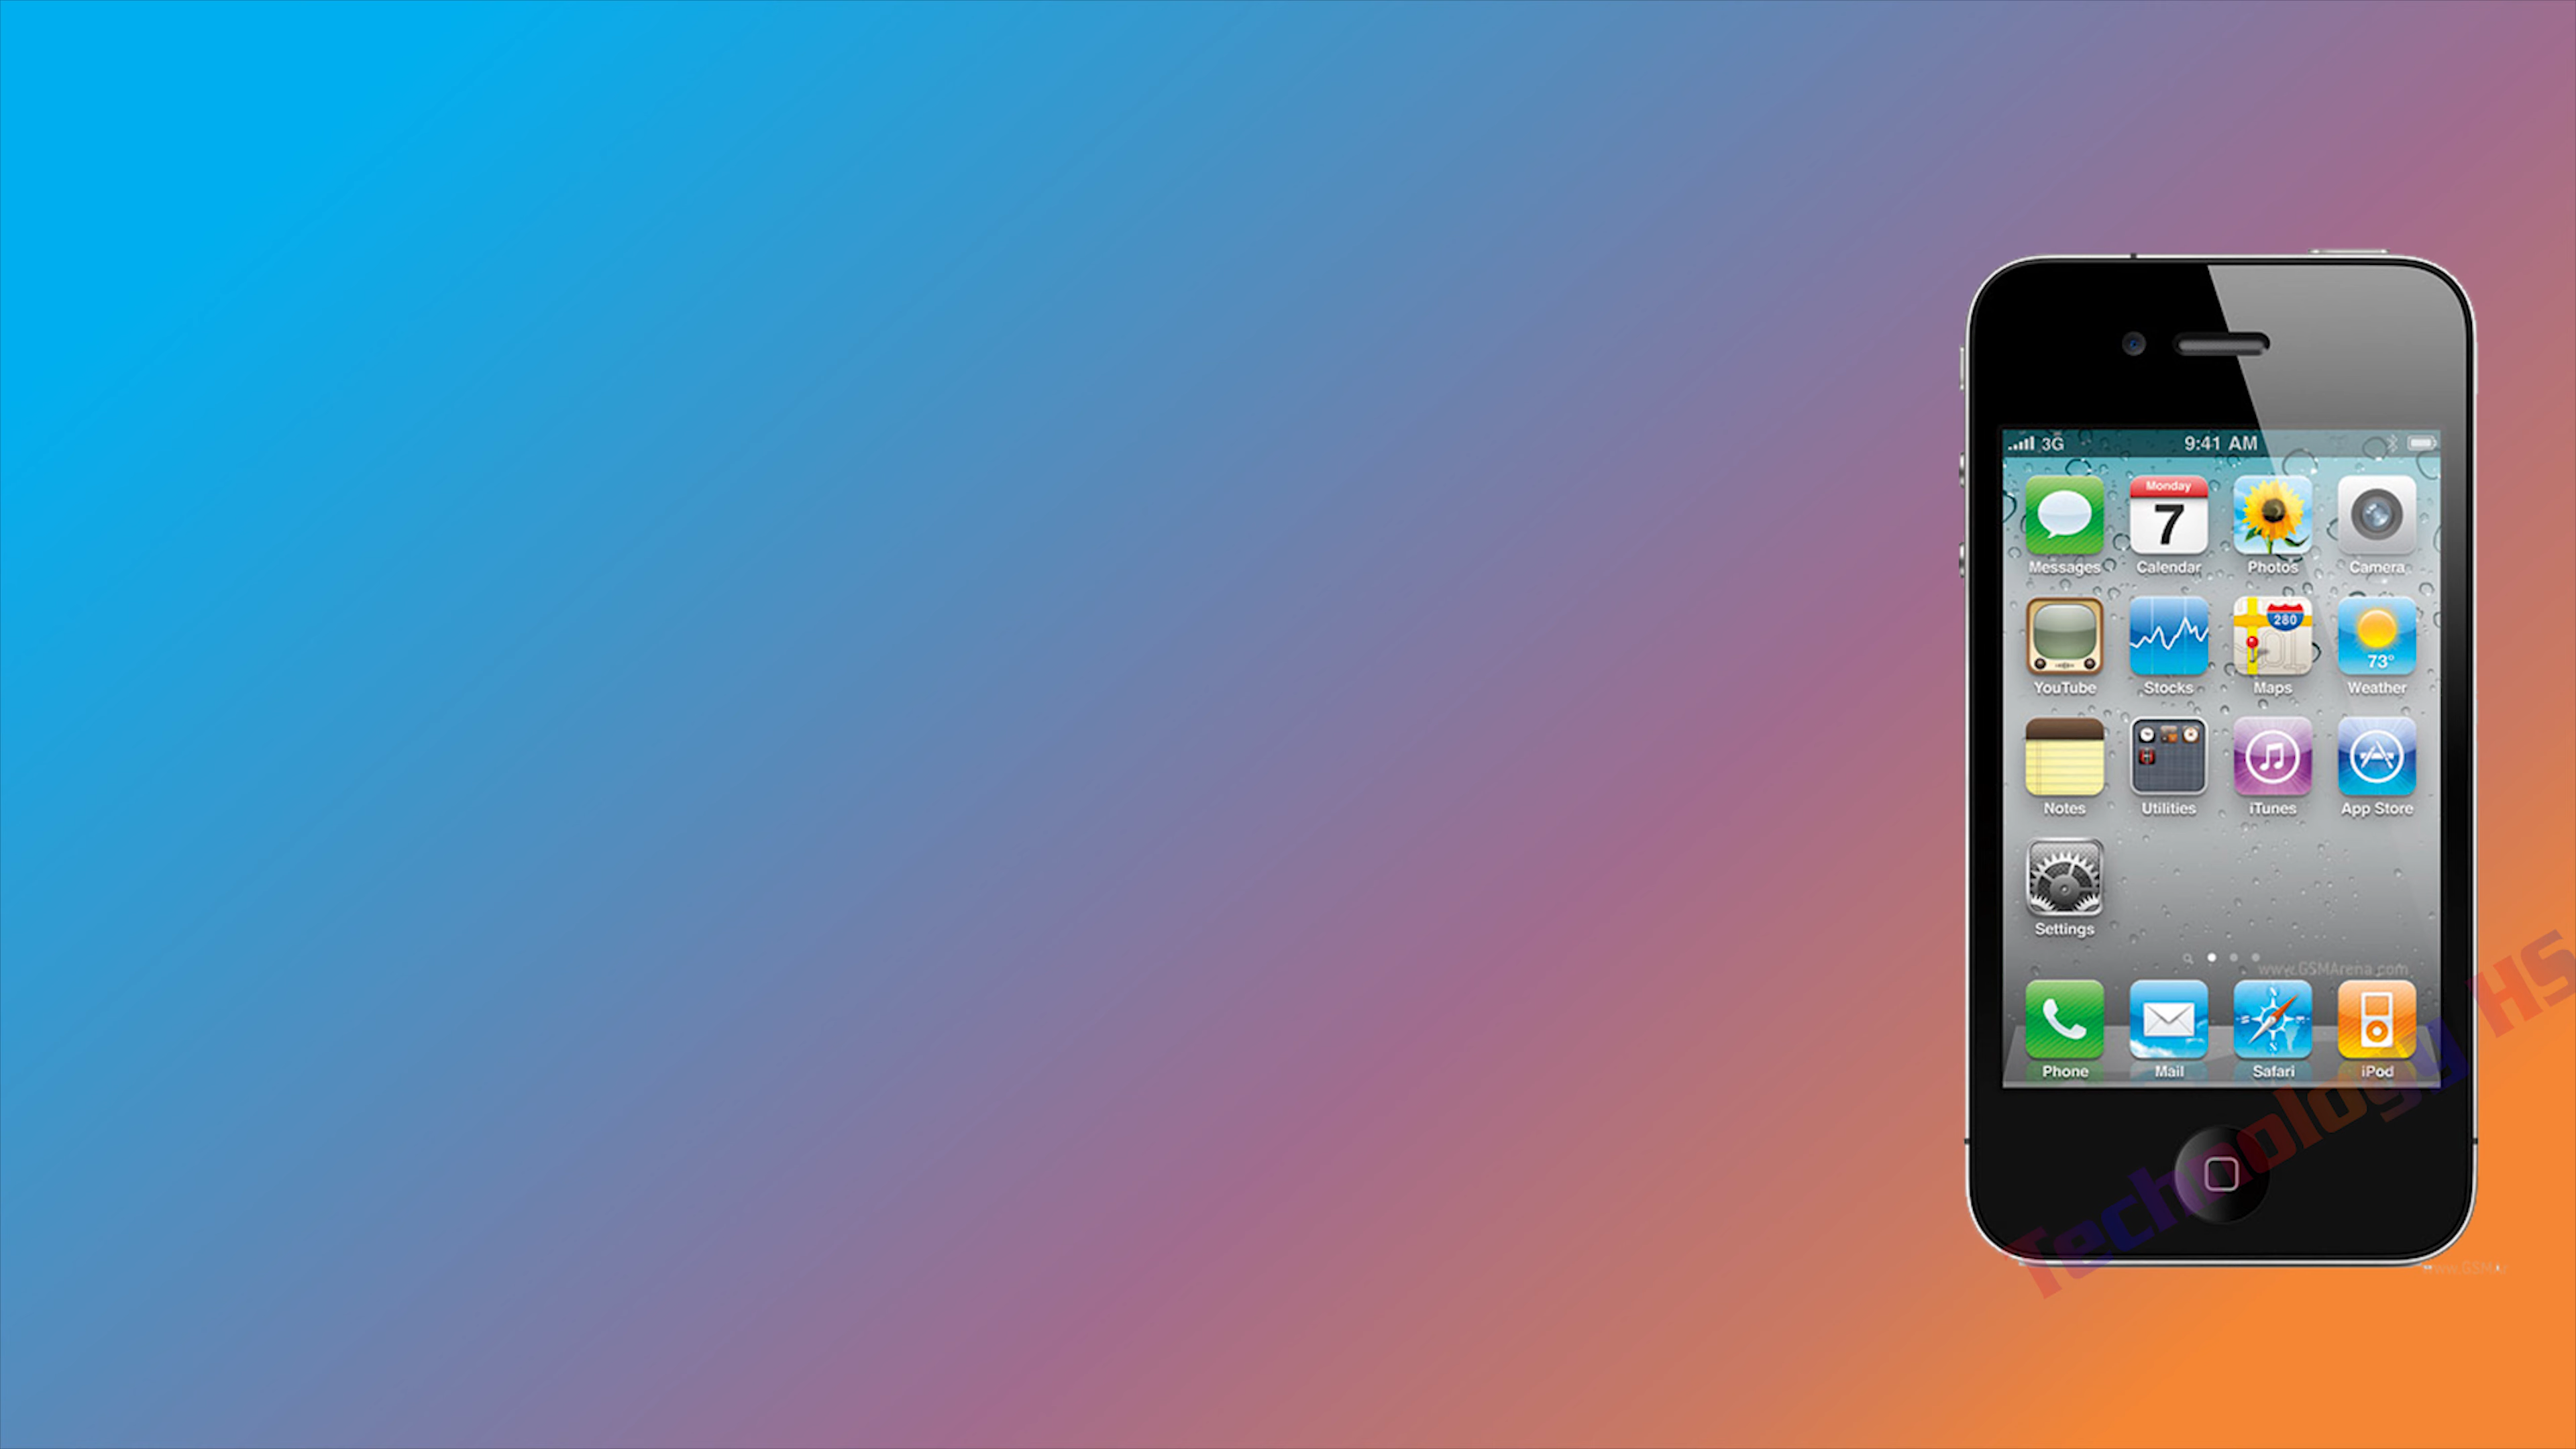 3G 9:41 AM
Monday
7
Messages Calendar Photos Camera
280
73°
YouTube Stocks Maps Weather
Notes Utilities iTunes App Store
Settings
www.GSMArena.com
Phone Mail Safari iPod
Technology HS